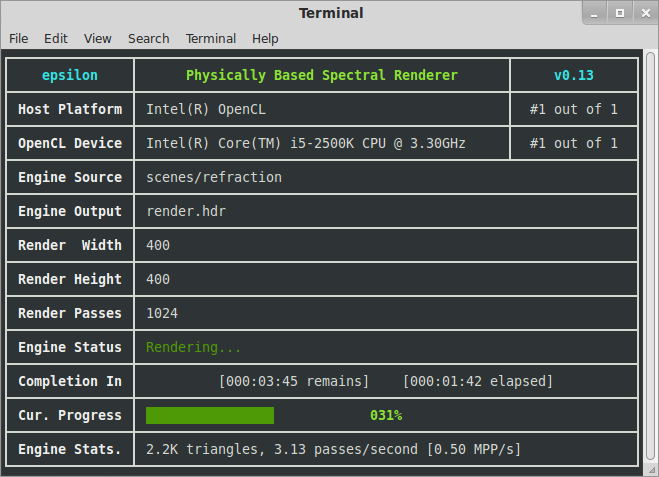 Terminal
File Edit View Search Terminal Help
epsilon Physically Based Spectral Renderer v0.13
Host Platform Intel(R) OpenCL #1 out of 1
OpenCL Device Intel(R) Core(TM) i5-2500K CPU @ 3.30GHz #1 out of 1
Engine Source scenes/refraction
Engine Output render.hdr
Render  Width 400
Render Height 400
Render Passes 1024
Engine Status Rendering...
Completion In [000:03:45 remains] [000:01:42 elapsed]
Cur. Progress 031%
Engine Stats. 2.2K triangles, 3.13 passes/second [0.50 MPP/s]